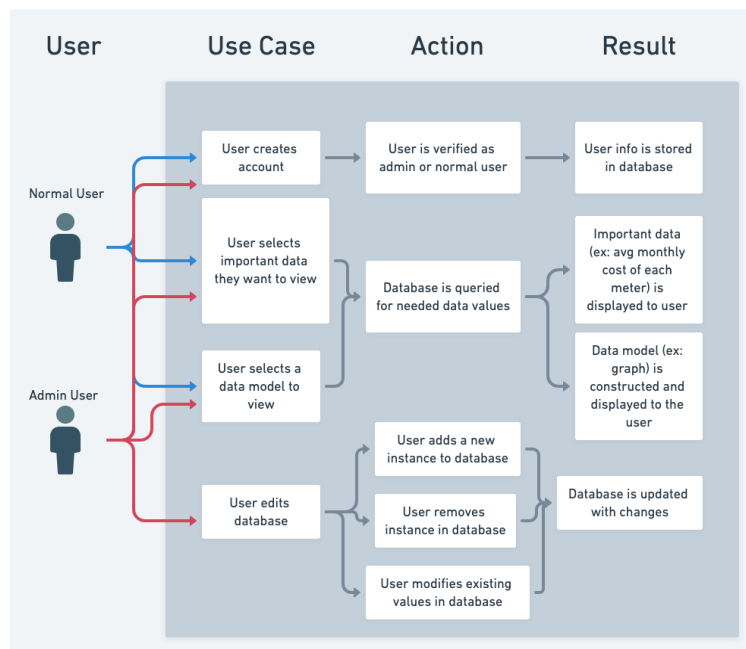 User
Use Case
Action
Result
Normal User
Admin User
User creates
account
User is verified as
admin or normal user
User info is stored
in database
User selects
important data
they want to view
Database is queried
for needed data values
Important data
(ex: avg monthly
cost of each
meter) is
displayed to user
User selects a
data model to
view
Data model (ex:
graph) is
constructed and
displayed to the
user
User edits
database
User adds a new
instance to database
User removes
instance in database
User modifies existing
values in database
Database is updated
with changes